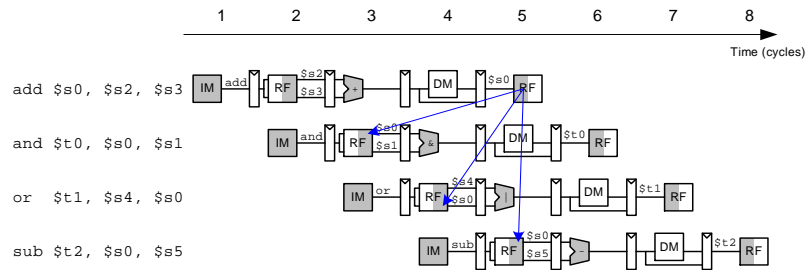 1 2 3 4 5 6 7 8
Time (cycles)
add $s0, $s2, $s3 IM add RF $s2 $s3 + DM $s0 RF
and $t0, $s0, $s1 IM and RF $s0 $s1 & DM $t0 RF
or $t1, $s4, $s0 IM or RF $s4 $s0 | DM $t1 RF
sub $t2, $s0, $s5 IM sub RF $s0 $s5 - DM $t2 RF